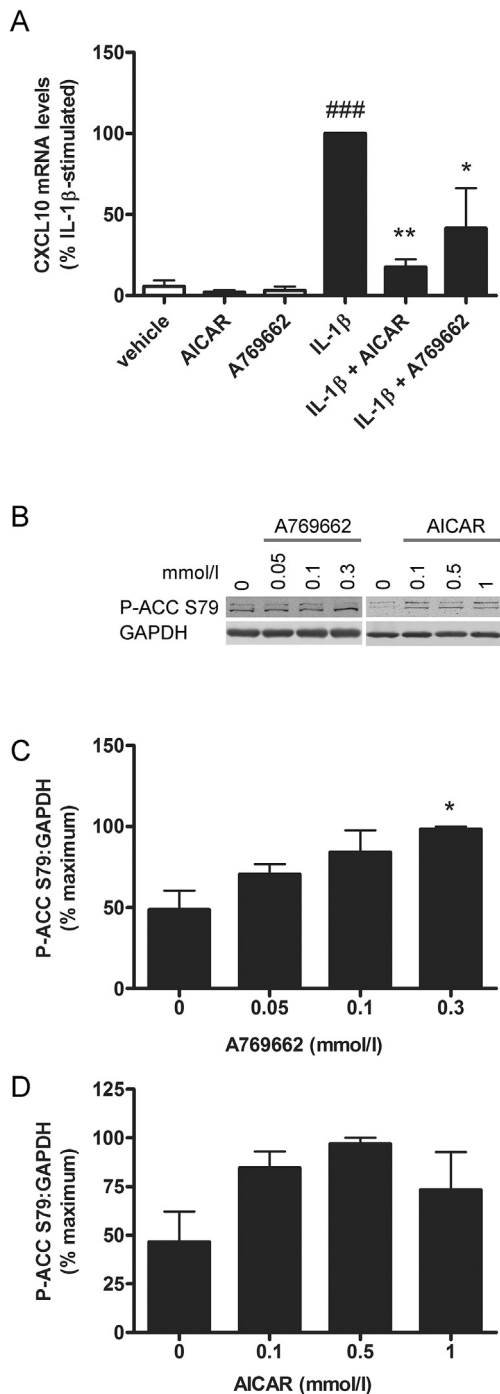 A
CXCL10 mRNA levels
(% IL-1β-stimulated)
150
100
50
0
###
**
*
vehicle
AICAR
A769662
IL-1β
IL-1β + AICAR
IL-1β + A769662
B
A769662
AICAR
mmol/l
0
0.05
0.1
0.3
0
0.1
0.5
1
P-ACC S79
GAPDH
C
P-ACC S79:GAPDH
(% maximum)
150
100
50
0
*
0
0.05
0.1
0.3
A769662 (mmol/l)
D
P-ACC S79:GAPDH
(% maximum)
125
100
75
50
25
0
0
0.1
0.5
1
AICAR (mmol/l)